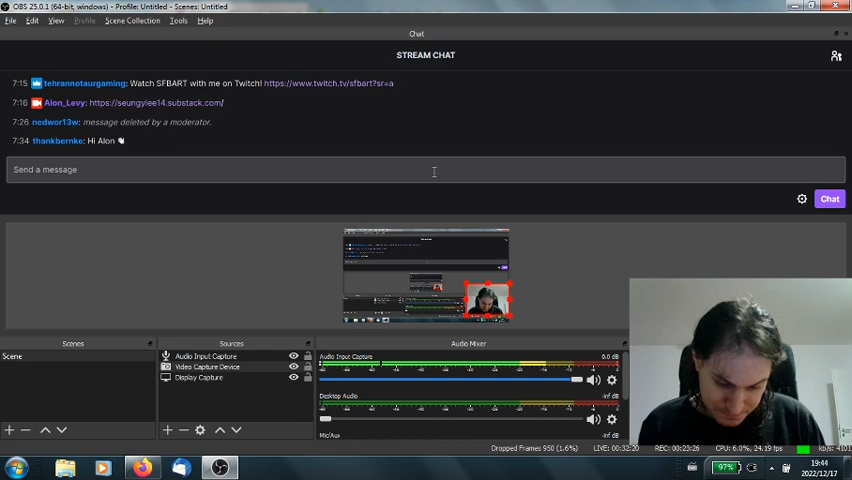 OBS 25.0.1 (64-bit, windows) - Profile: Untitled - Scenes: Untitled
File Edit View Profile Scene Collection Tools Help
Chat
STREAM CHAT
7:15 tehrannotaurgaming: Watch SFBART with me on Twitch! https://www.twitch.tv/sfbart?sr=a
7:16 Alon_Levy: https://seungylee14.substack.com/
7:26 nedwor13w: message deleted by a moderator.
7:34 thankbernke: Hi Alon
Send a message
Chat
Scenes Sources Audio Mixer
Scene
Audio Input Capture
Video Capture Device
Display Capture
Audio Input Capture 0.0 dB
Desktop Audio -inf dB
Mic/Aux -inf dB
Dropped Frames 950 (1.6%) LIVE: 00:32:20 REC: 00:23:26 CPU: 6.0%, 24.19 fps kb/s: 4101
97%
19:44
2022/12/17